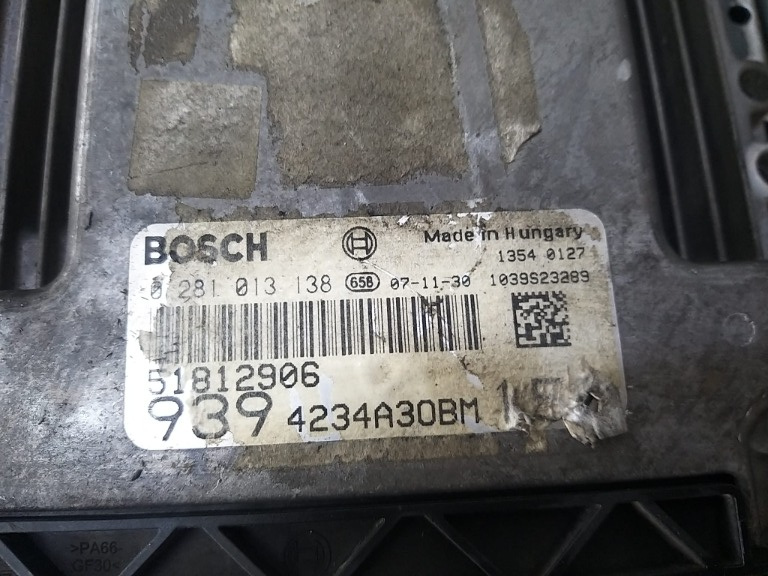 BOSCH Made in Hungary
1354 0127
0 281 013 138 658 07-11-30 1039S23289
51812906
939 4234A30BM
>PA66-
GF30<